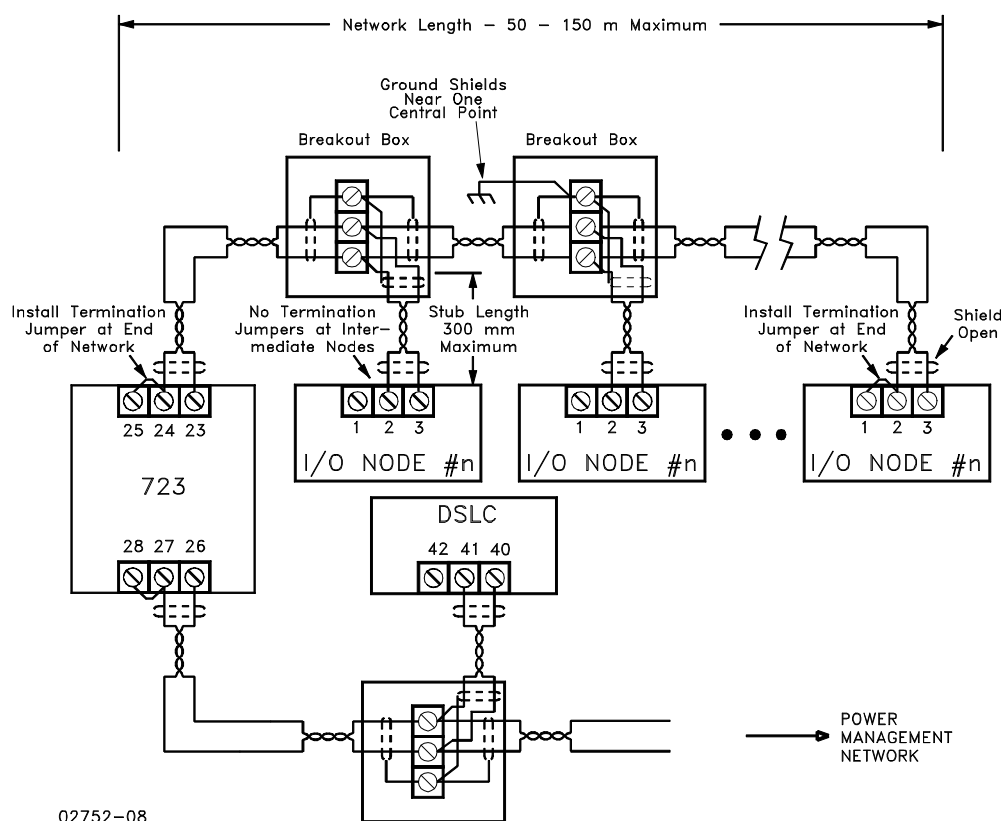 Network Length - 50 - 150 m Maximum
Ground Shields
Near One
Central Point
Breakout Box
Breakout Box
Install Termination
Jumper at End
of Network
No Termination
Jumpers at Inter-
mediate Nodes
Stub Length
300 mm
Maximum
Install Termination
Jumper at End
of Network
Shield
Open
25 24 23
1 2 3
1 2 3
1 2 3
I/O NODE #n
I/O NODE #n
I/O NODE #n
723
DSLC
28 27 26
42 41 40
POWER
MANAGEMENT
NETWORK
02752-08